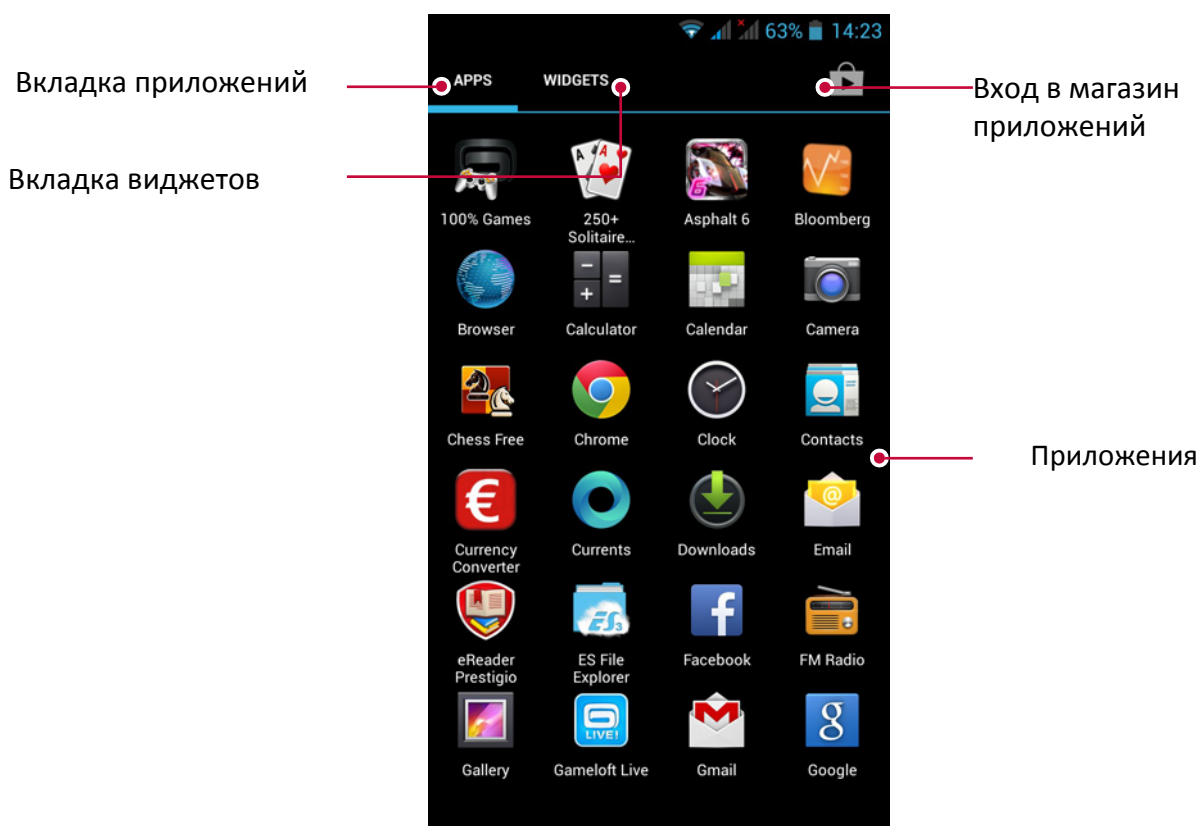 63% 14:23
Вкладка приложений
APPS WIDGETS
Вход в магазин
приложений
Вкладка виджетов
100% Games 250+ Asphalt 6 Bloomberg
Solitaire...
Browser Calculator Calendar Camera
Chess Free Chrome Clock Contacts
Приложения
Currency Currents Downloads Email
Converter
eReader ES File Facebook FM Radio
Prestigio Explorer
LIVE!
Gallery Gameloft Live Gmail Google